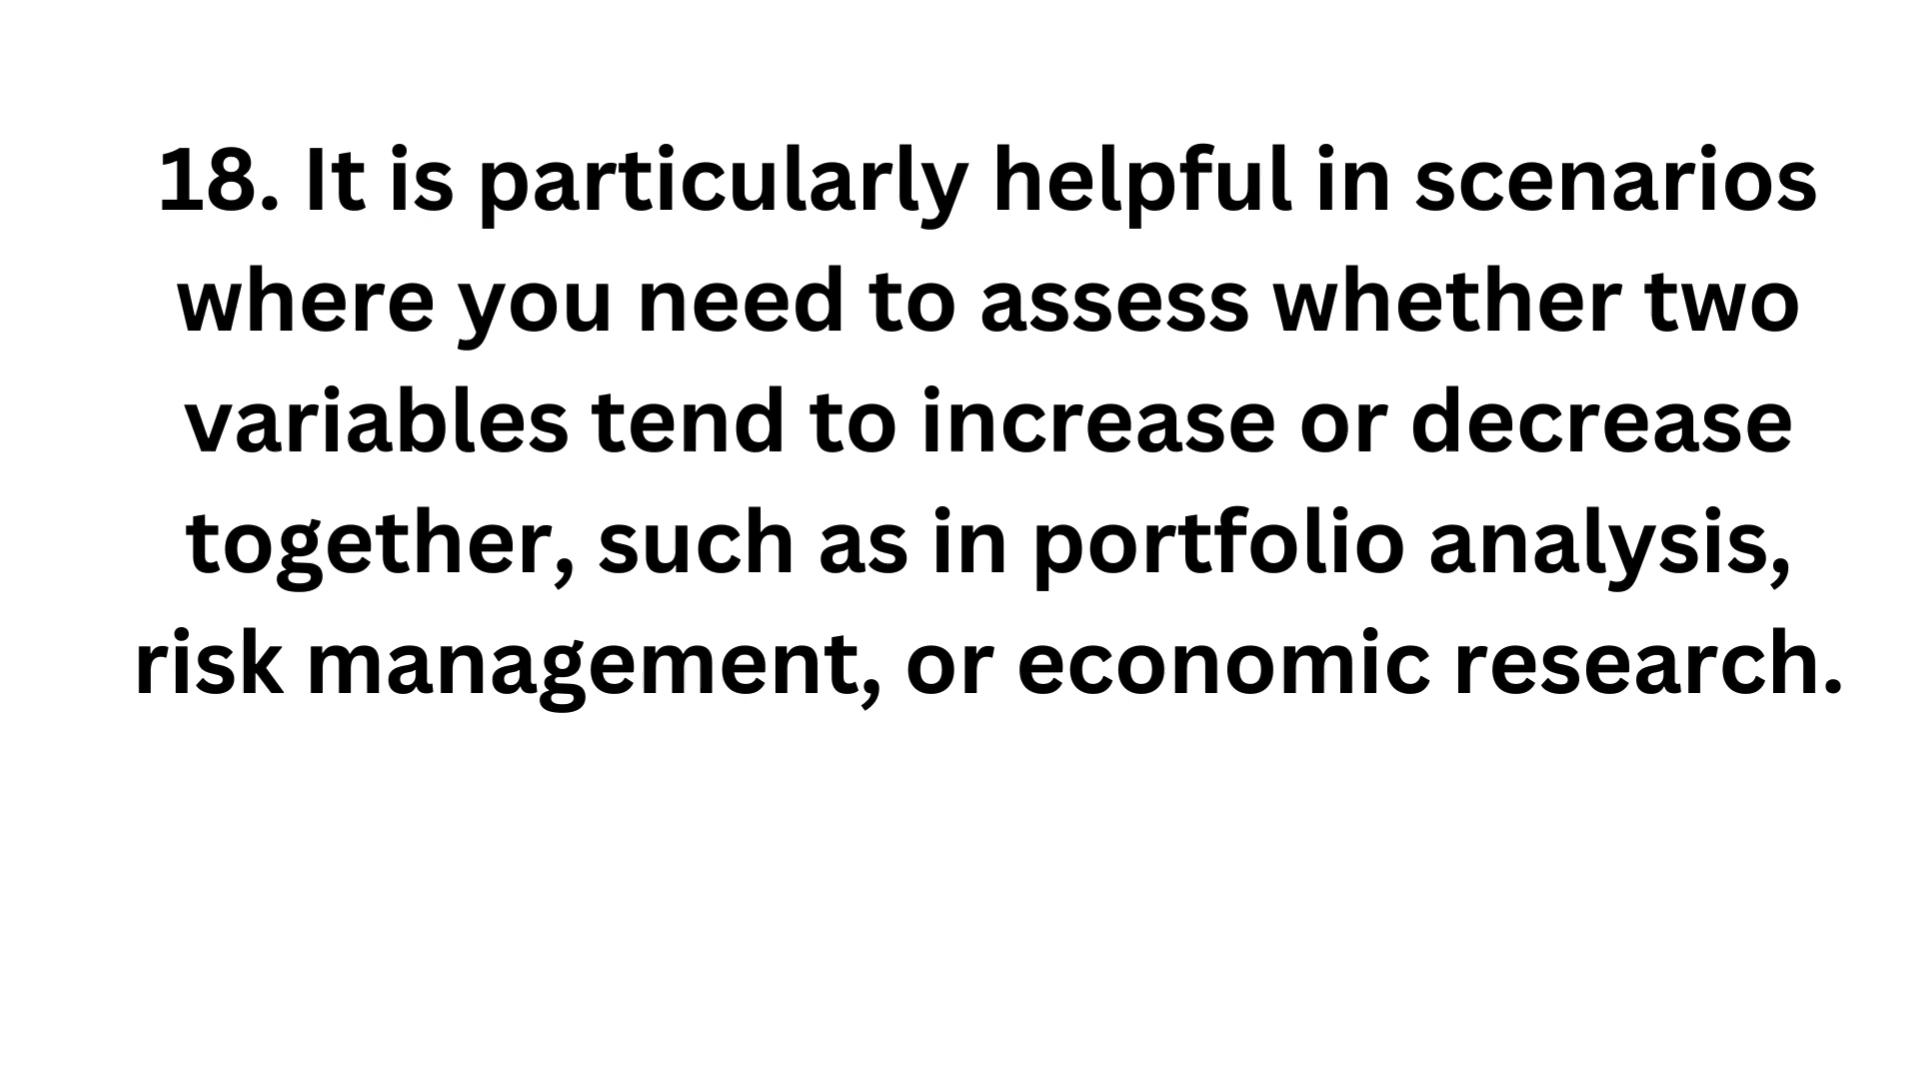 18. It is particularly helpful in scenarios
where you need to assess whether two
variables tend to increase or decrease
together, such as in portfolio analysis,
risk management, or economic research.